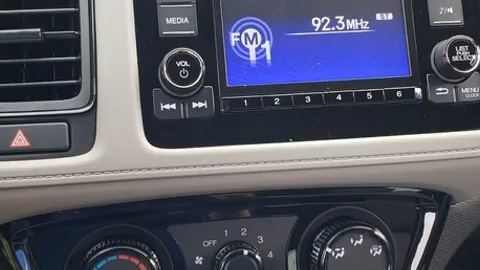 MEDIA
92.3MHz
ST
FM1
VOL
LIST
PUSH
SELECT
MENU
CLOCK
1 2 3 4 5 6
OFF 1 2 3 4